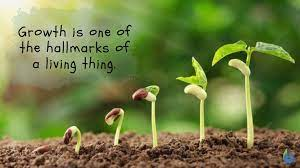 Growth is one of
the hallmarks of
a living thing.